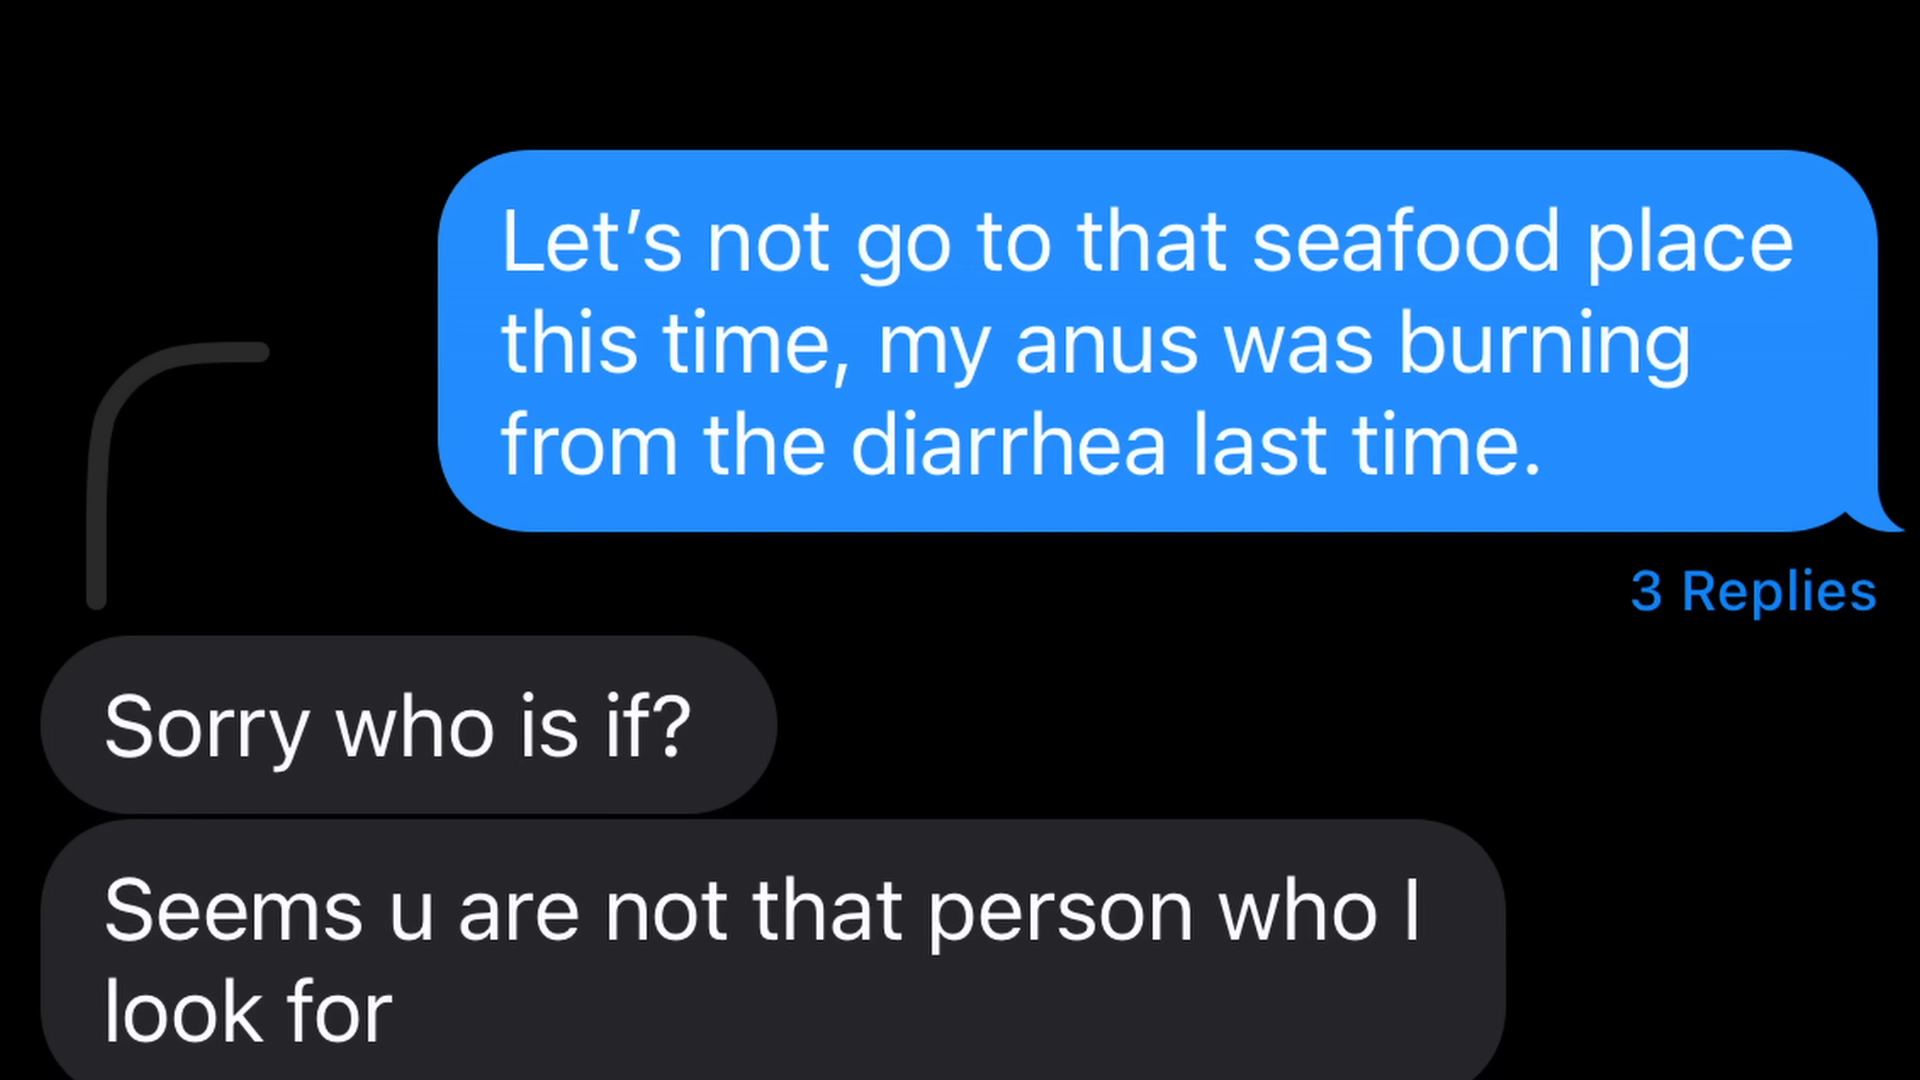 Let’s not go to that seafood place
this time, my anus was burning
from the diarrhea last time.
3 Replies
Sorry who is if?
Seems u are not that person who I
look for